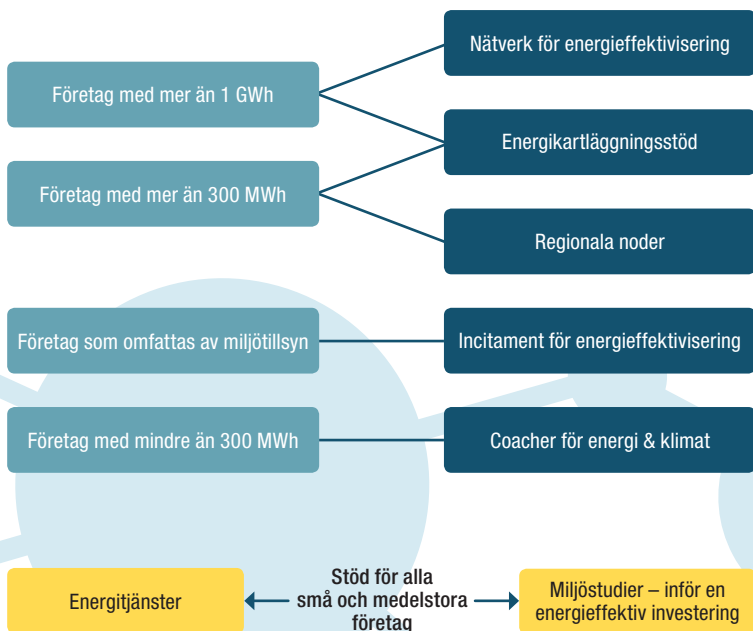 Nätverk för energieffektivisering
Företag med mer än 1 GWh
Energikartläggningsstöd
Företag med mer än 300 MWh
Regionala noder
Företag som omfattas av miljötillsyn
Incitament för energieffektivisering
Företag med mindre än 300 MWh
Coacher för energi & klimat
Energitjänster
Stöd för alla
små och medelstora
företag
Miljöstudier – inför en
energieffektiv investering